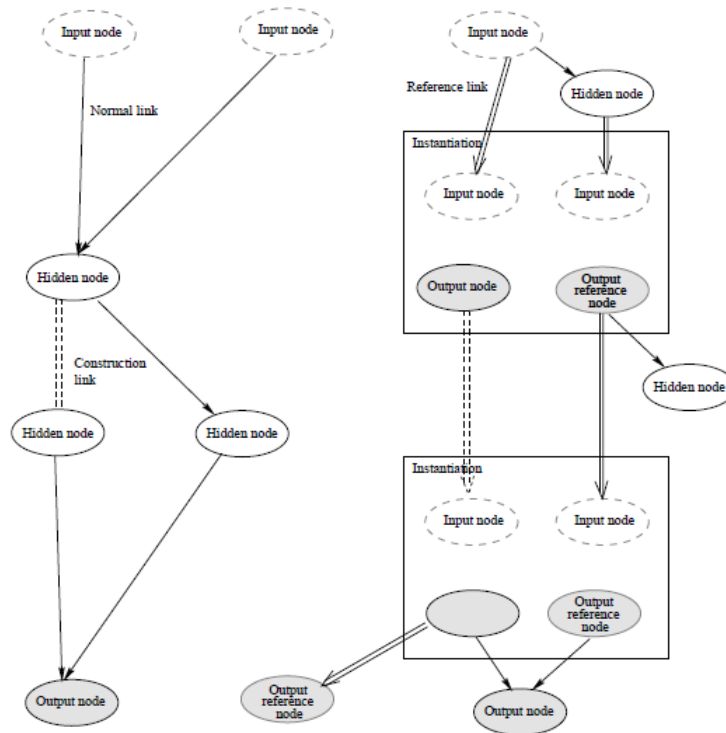 Input node
Input node
Normal link
Hidden node
Construction
link
Hidden node
Hidden node
Output node
Input node
Reference link
Hidden node
Instantiation
Input node
Input node
Output node
Output
reference
node
Hidden node
Instantiation
Input node
Input node
Output
reference
node
Output
reference
node
Output node